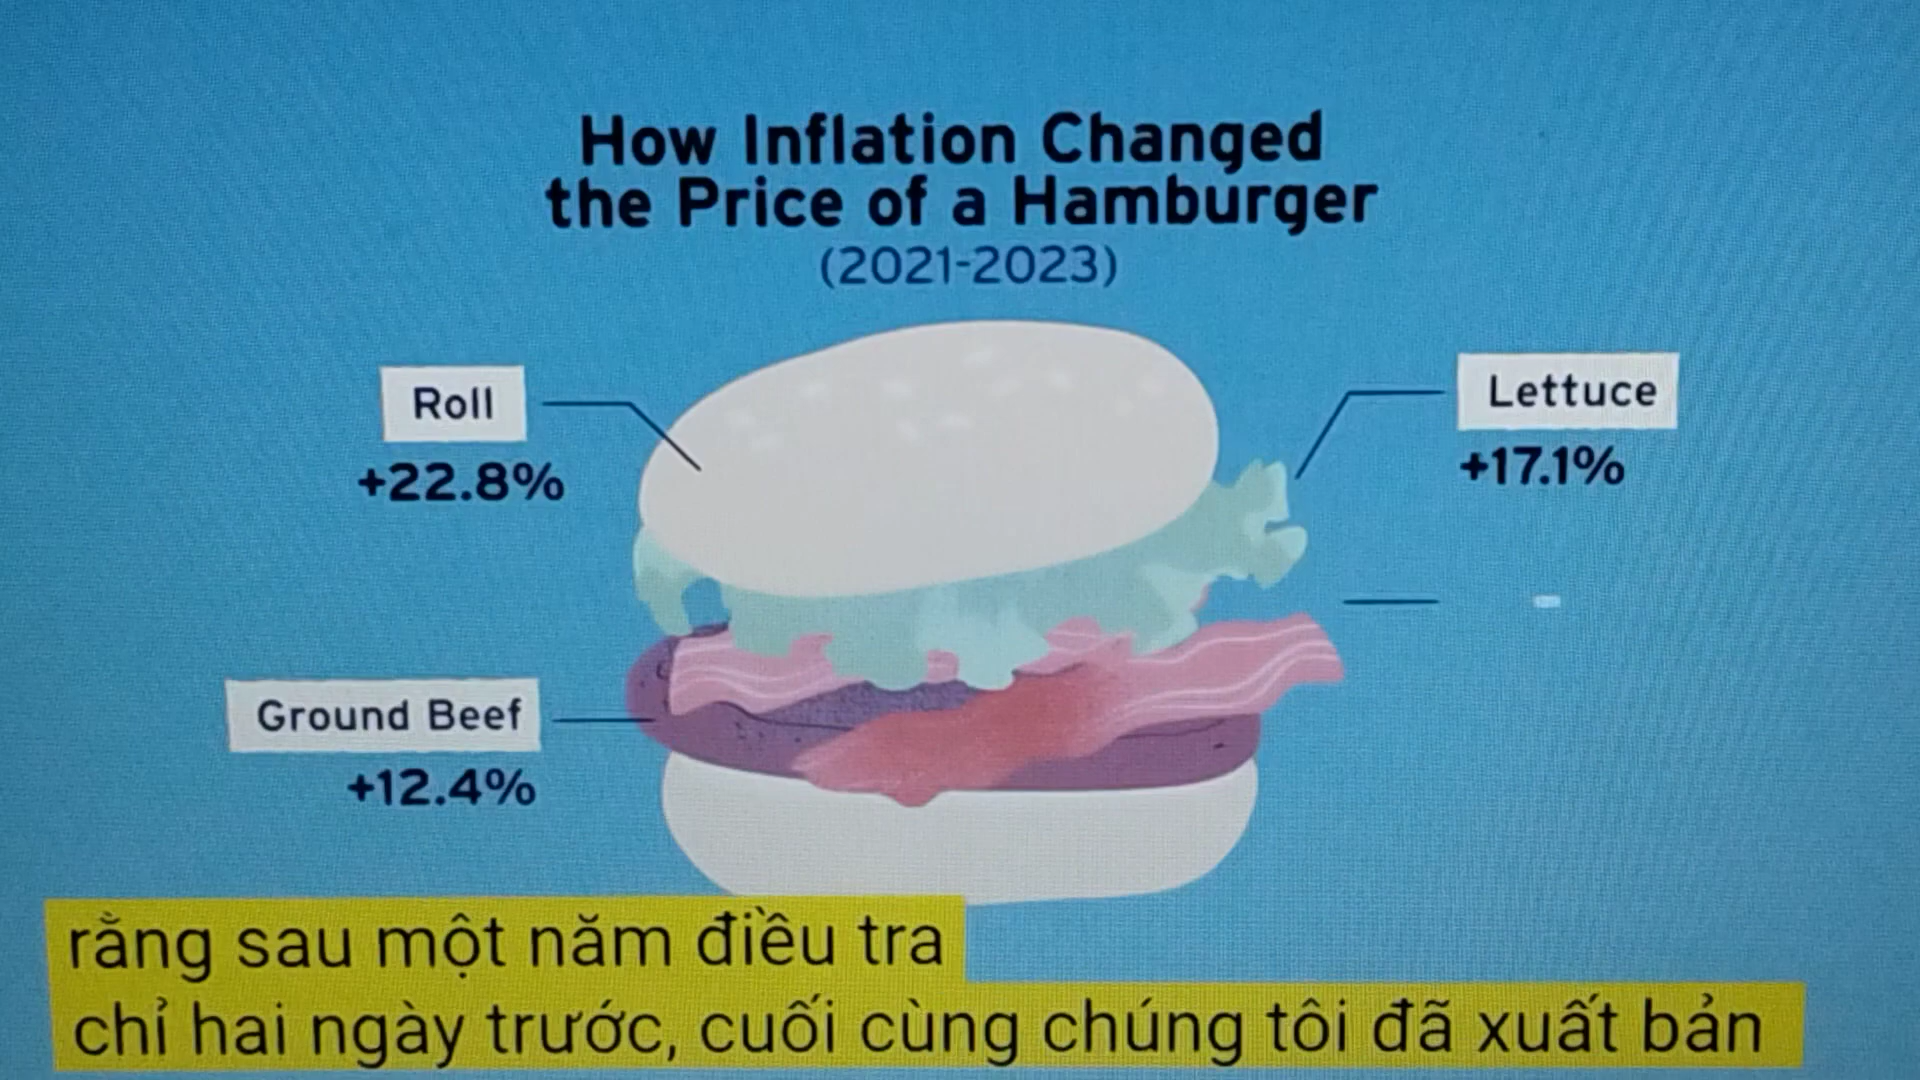 How Inflation Changed
the Price of a Hamburger
(2021-2023)
Roll
+22.8%
Lettuce
+17.1%
Ground Beef
+12.4%
rằng sau một năm điều tra
chỉ hai ngày trước, cuối cùng chúng tôi đã xuất bản